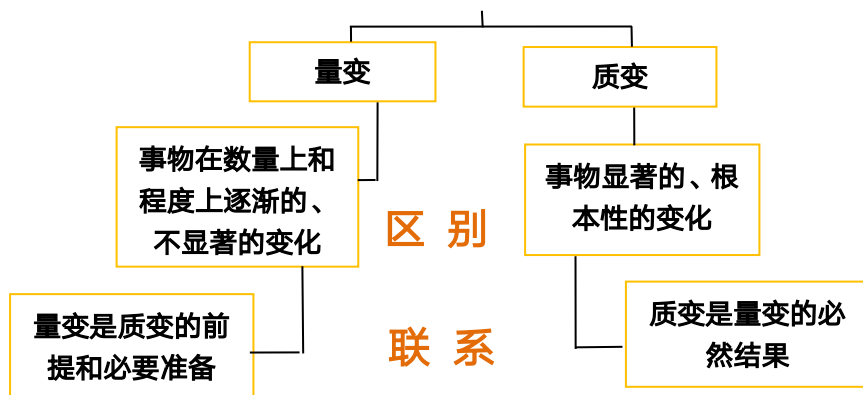 量变
质变
事物在数量上和
程度上逐渐的、
不显著的变化
事物显著的、根
本性的变化
区 别
量变是质变的前
提和必要准备
联 系
质变是量变的必
然结果